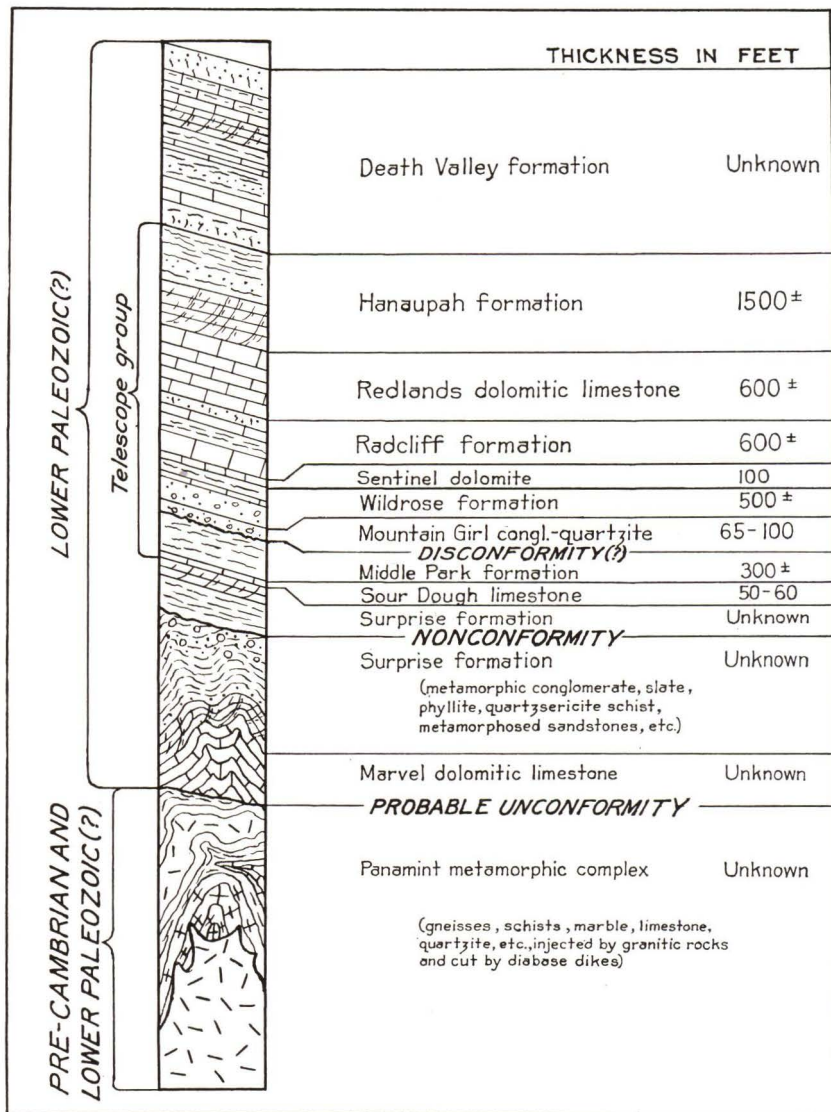 THICKNESS IN FEET
Death Valley formation Unknown
Hanaupah formation 1500±
Redlands dolomitic limestone 600±
Radcliff formation 600±
Sentinel dolomite 100
Wildrose formation 500±
Mountain Girl congl.-quartzite 65-100
DISCONFORMITY(?)
Middle Park formation 300±
Sour Dough limestone 50-60
Surprise formation Unknown
NONCONFORMITY
Surprise formation Unknown
(metamorphic conglomerate, slate,
phyllite, quartzsericite schist,
metamorphosed sandstones, etc.)
Marvel dolomitic limestone Unknown
PROBABLE UNCONFORMITY
Panamint metamorphic complex Unknown
(gneisses, schists, marble, limestone,
quartzite, etc., injected by granitic rocks
and cut by diabase dikes)
LOWER PALEOZOIC(?)
Telescope group
PRE-CAMBRIAN AND
LOWER PALEOZOIC(?)